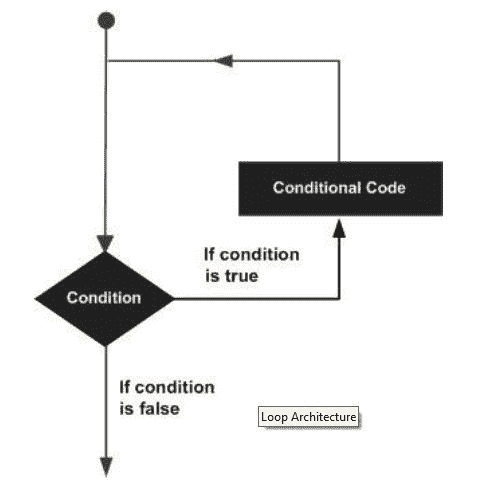 Conditional Code
If condition
is true
Condition
If condition
is false
Loop Architecture